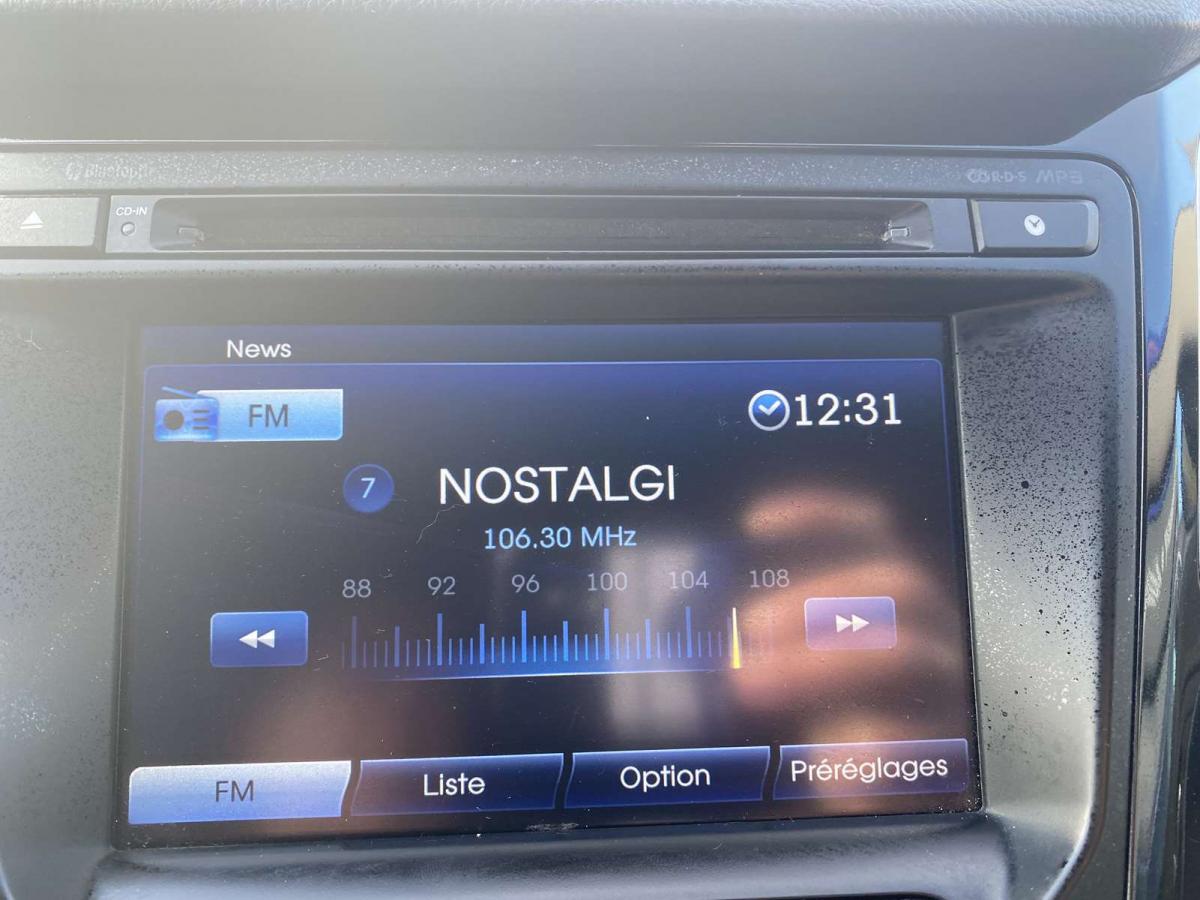 Bluetooth
R·D·S MP3
CD-IN
News
FM
12:31
7 NOSTALGI
106.30 MHz
88 92 96 100 104 108
FM Liste Option Préréglages